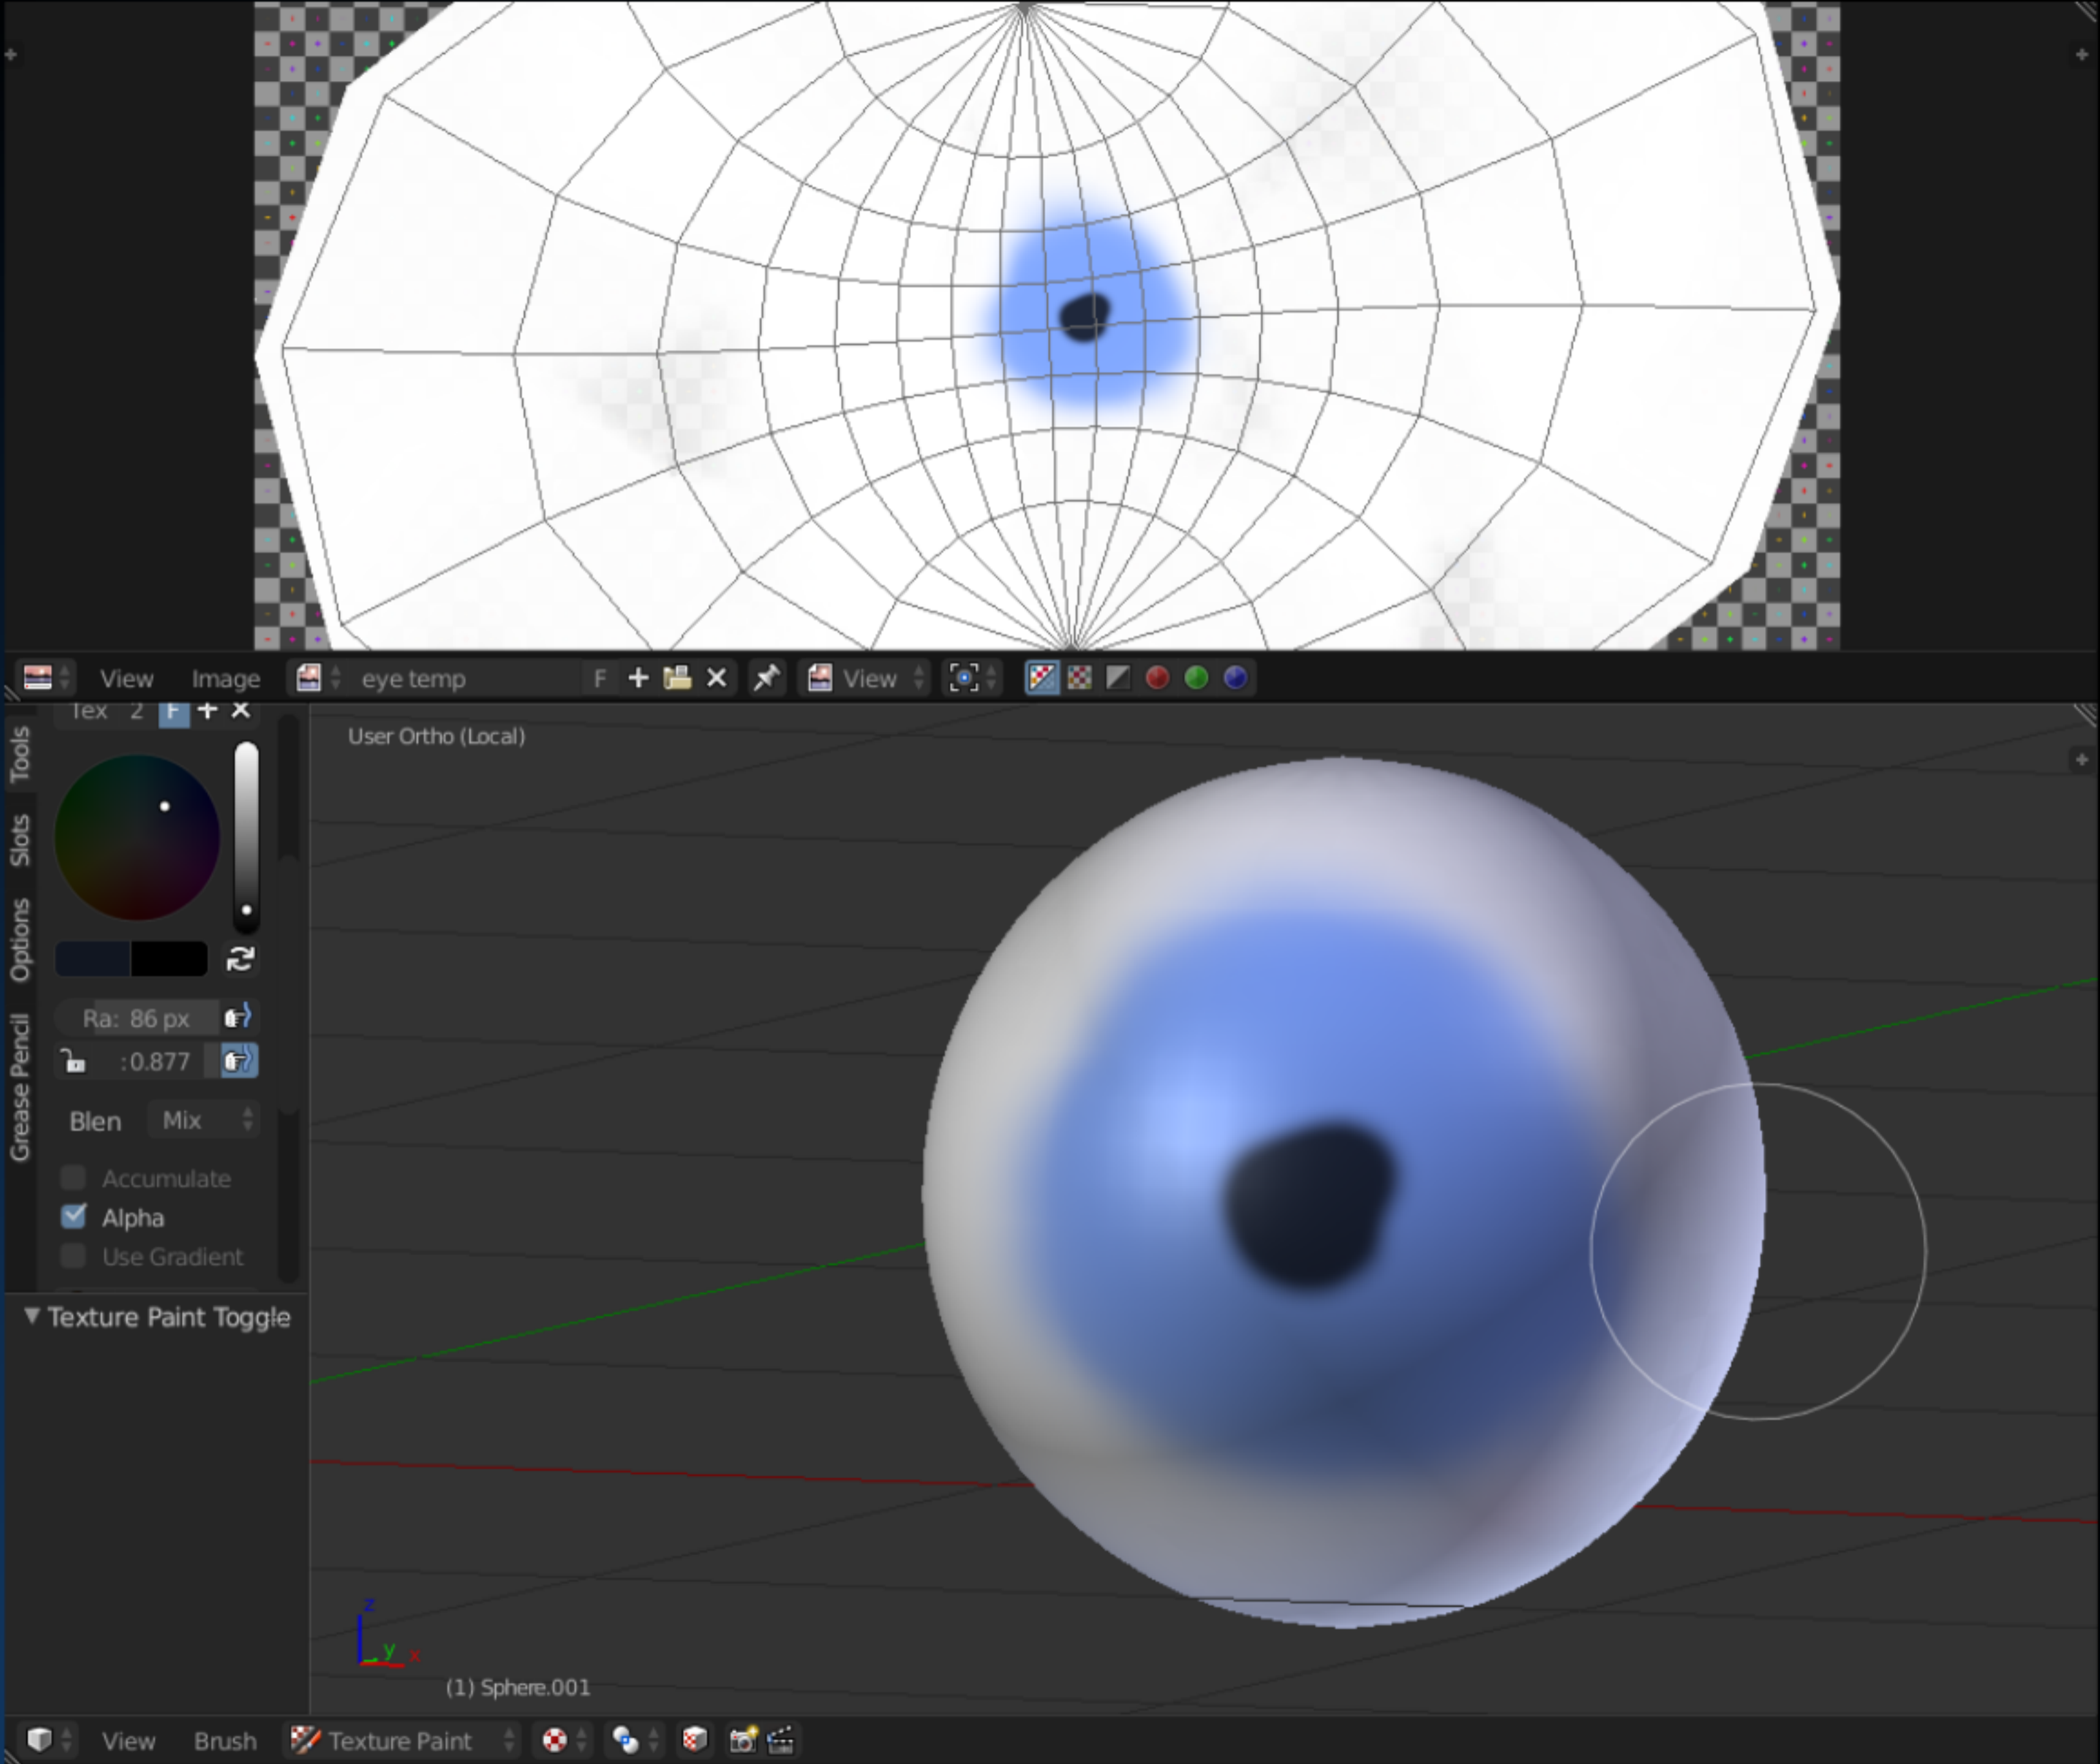 View Image eye temp F View
Tex 2 F
User Ortho (Local)
Tools
Slots
Options
Grease Pencil
Ra: 86 px
: 0.877
Blen Mix
Accumulate
Alpha
Use Gradient
Texture Paint Toggle
z
y x
(1) Sphere.001
View Brush Texture Paint